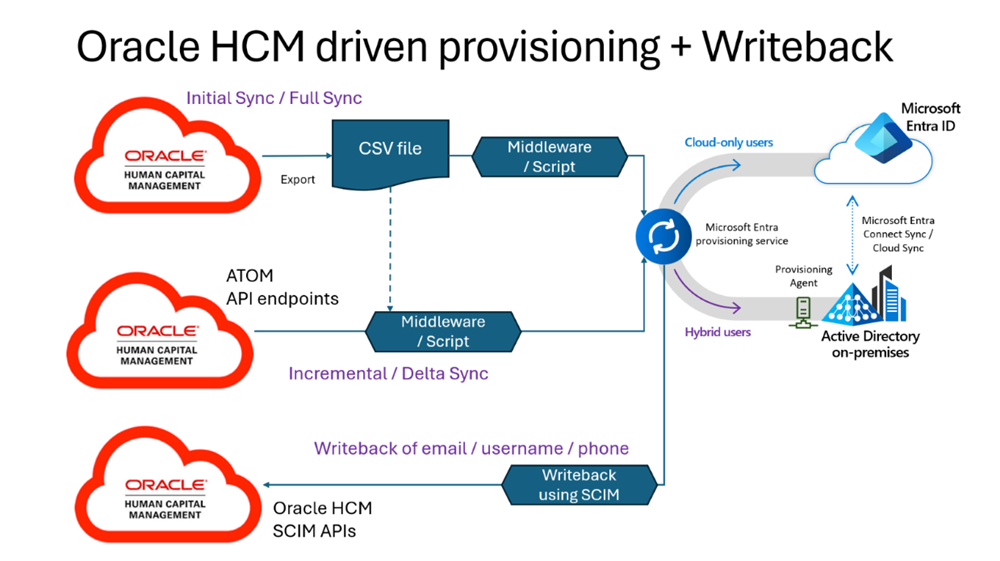 Oracle HCM driven provisioning + Writeback
Initial Sync / Full Sync
ORACLE®
HUMAN CAPITAL
MANAGEMENT
Export
CSV file
Middleware
/ Script
Cloud-only users
Microsoft
Entra ID
Microsoft Entra
provisioning service
Microsoft Entra
Connect Sync /
Cloud Sync
Provisioning
Agent
Hybrid users
Active Directory
on-premises
ATOM
API endpoints
ORACLE®
HUMAN CAPITAL
MANAGEMENT
Middleware
/ Script
Incremental / Delta Sync
Writeback of email / username / phone
ORACLE®
HUMAN CAPITAL
MANAGEMENT
Writeback
using SCIM
Oracle HCM
SCIM APIs